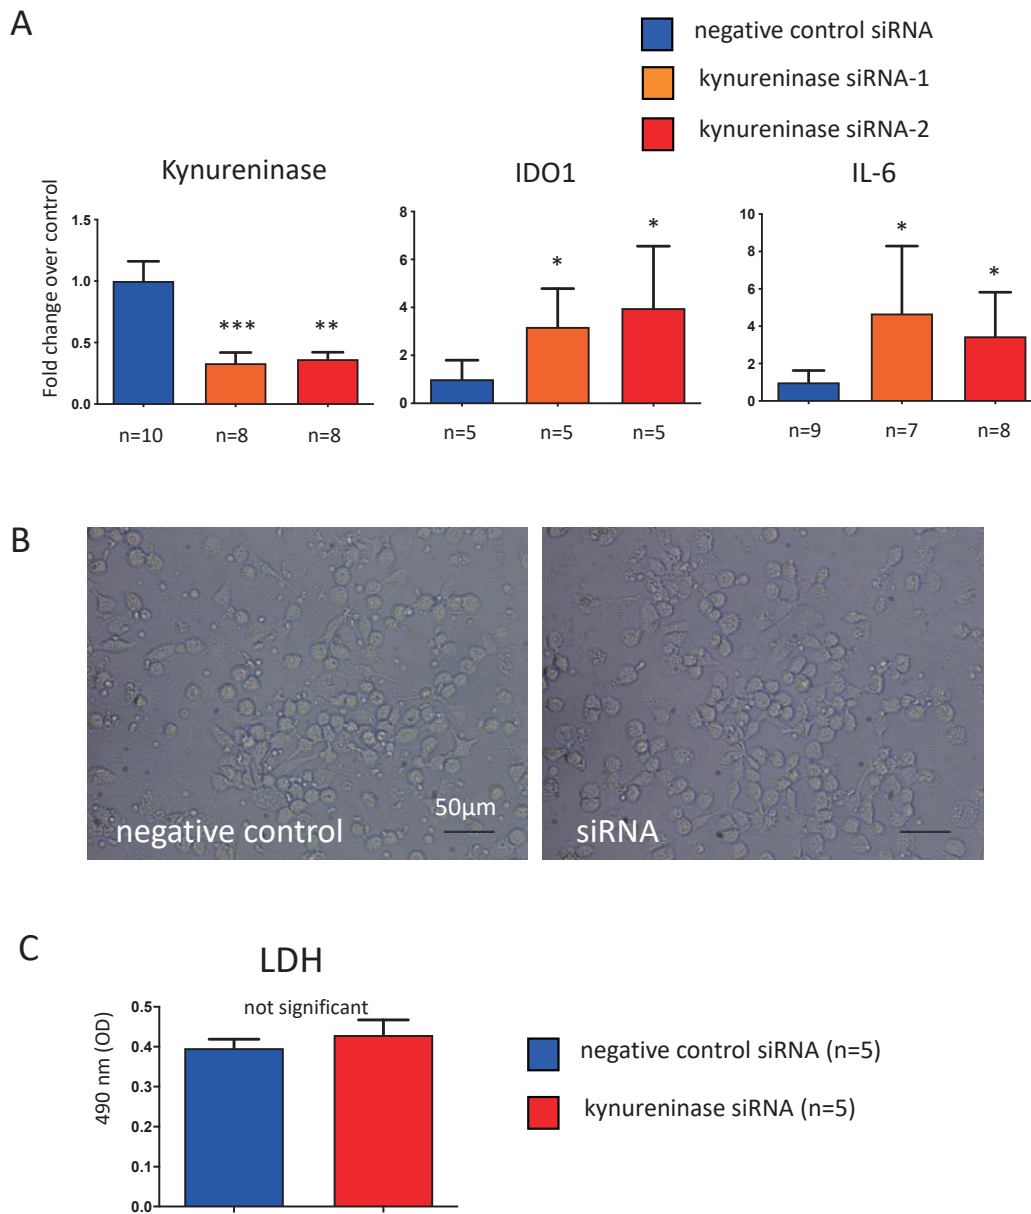 A
negative control siRNA
kynureninase siRNA-1
kynureninase siRNA-2
Kynureninase
IDO1
IL-6
Fold change over control
1.5
1.0
0.5
0.0
***
**
n=10
n=8
n=8
8
6
4
2
0
*
*
n=5
n=5
n=5
10
8
6
4
2
0
*
*
n=9
n=7
n=8
B
50μm
negative control
siRNA
C
LDH
not significant
490 nm (OD)
0.5
0.4
0.3
0.2
0.1
0.0
negative control siRNA (n=5)
kynureninase siRNA (n=5)